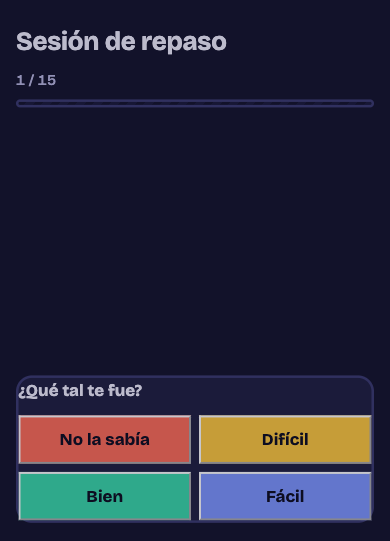 Sesión de repaso
1 / 15
¿Qué tal te fue?
No la sabía
Difícil
Bien
Fácil